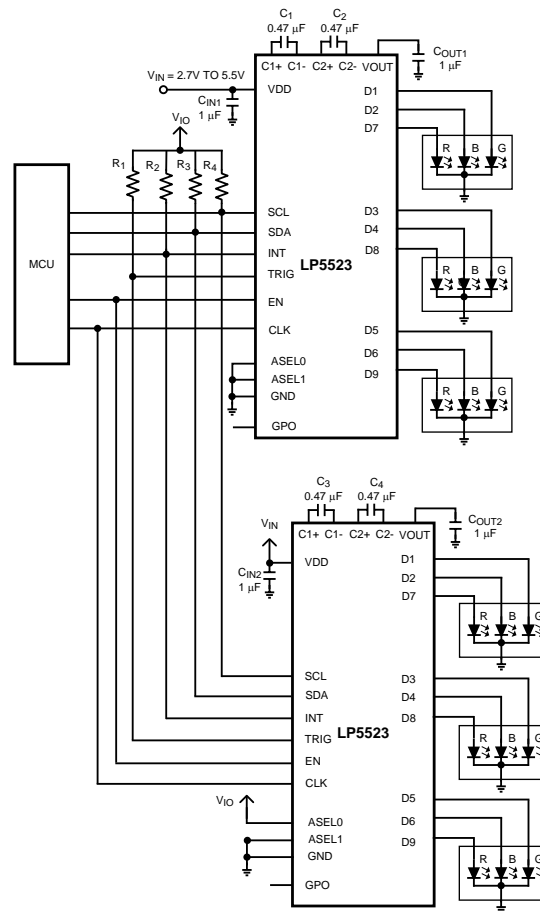 C1 C2
0.47 μF 0.47 μF
C1+ C1- C2+ C2- VOUT
COUT1
1 μF
VIN = 2.7V TO 5.5V
VDD
CIN1
1 μF
VIO
R1 R2 R3 R4
MCU
SCL
SDA
INT
TRIG
EN
CLK
ASEL0
ASEL1
GND
GPO
LP5523
D1
D2
D7
R B G
D3
D4
D8
R B G
D5
D6
D9
R B G
C3 C4
0.47 μF 0.47 μF
C1+ C1- C2+ C2- VOUT
COUT2
1 μF
VIN
VDD
CIN2
1 μF
SCL
SDA
INT
TRIG
EN
CLK
VIO
ASEL0
ASEL1
GND
GPO
LP5523
D1
D2
D7
R B G
D3
D4
D8
R B G
D5
D6
D9
R B G